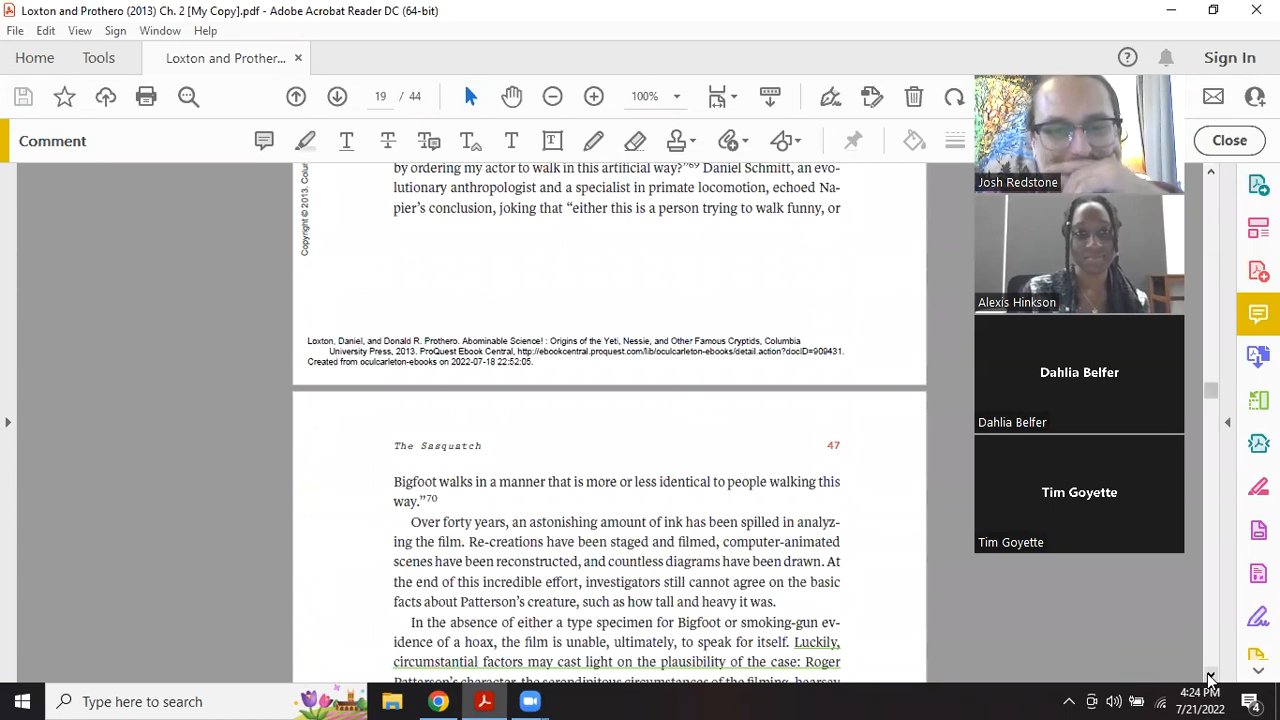 Loxton and Prothero (2013) Ch. 2 [My Copy].pdf - Adobe Acrobat Reader DC (64-bit)
File Edit View Sign Window Help
Home Tools Loxton and Prother... × Sign In
19 / 44 100%
Comment Close
by ordering my actor to walk in this artificial way?”69 Daniel Schmitt, an evo-
lutionary anthropologist and a specialist in primate locomotion, echoed Na-
pier’s conclusion, joking that “either this is a person trying to walk funny, or
Copyright © 2013. Colu
Loxton, Daniel, and Donald R. Prothero. Abominable Science! : Origins of the Yeti, Nessie, and Other Famous Cryptids, Columbia
University Press, 2013. ProQuest Ebook Central, http://ebookcentral.proquest.com/lib/oculcarleton-ebooks/detail.action?docID=909431.
Created from oculcarleton-ebooks on 2022-07-18 22:52:05.
The Sasquatch 47
Bigfoot walks in a manner that is more or less identical to people walking this
way.”70
Over forty years, an astonishing amount of ink has been spilled in analyz-
ing the film. Re-creations have been staged and filmed, computer-animated
scenes have been reconstructed, and countless diagrams have been drawn. At
the end of this incredible effort, investigators still cannot agree on the basic
facts about Patterson’s creature, such as how tall and heavy it was.
In the absence of either a type specimen for Bigfoot or smoking-gun ev-
idence of a hoax, the film is unable, ultimately, to speak for itself. Luckily,
circumstantial factors may cast light on the plausibility of the case: Roger
Patterson’s character, the serendipitous circumstances of the filming, hearsay
Josh Redstone
Alexis Hinkson
Dahlia Belfer
Dahlia Belfer
Tim Goyette
Tim Goyette
Type here to search
4:24 PM
7/21/2022
4